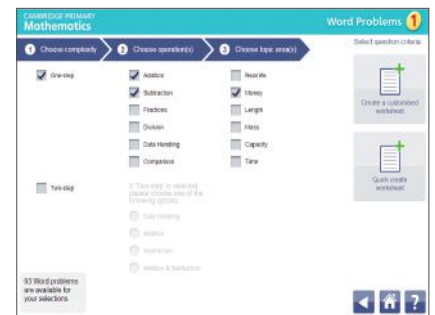 CAMBRIDGE PRIMARY
Mathematics
Word Problems 1
1 Choose complexity
2 Choose operation(s)
3 Choose topic area(s)
Select question criteria
One-step
Addition
Subtraction
Fractions
Division
Data Handling
Comparison
Real life
Money
Length
Mass
Capacity
Time
Create a customised
worksheet
Quick create
worksheet
Two-step
If 'Two-step' is selected
please choose one of the
following options:
Data Handling
Addition
Subtraction
Addition & Subtraction
93 Word problems
are available for
your selections
?